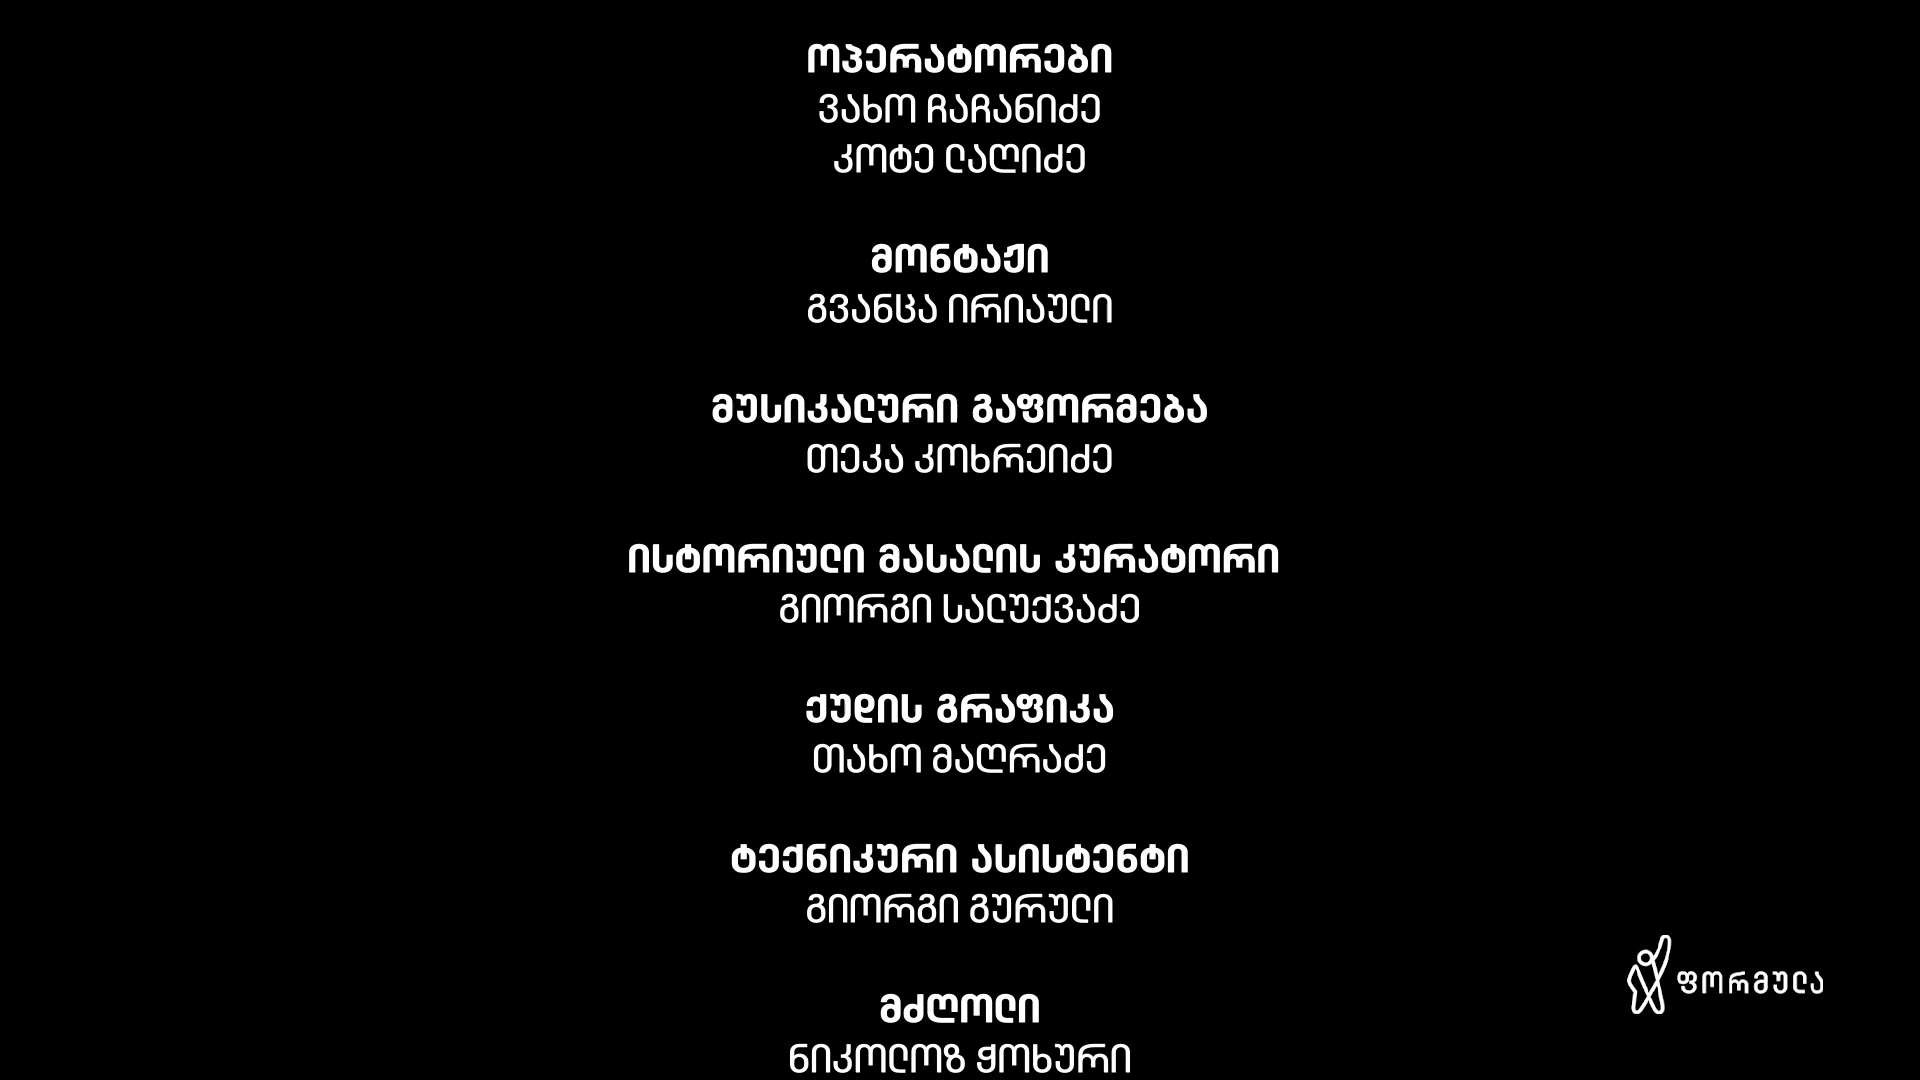 ოპერატორები
ვახო ჩაჩანიძე
კოტე ლაღიძე
მონტაჟი
გვანცა ირიაული
მუსიკალური გაფორმება
თეკა კოხრეიძე
ისტორიული მასალის კურატორი
გიორგი სალუქვაძე
ქუდის გრაფიკა
თახო მაღრაძე
ტექნიკური ასისტენტი
გიორგი გურული
მძღოლი
ნიკოლოზ ჭოხური
ფორმულა